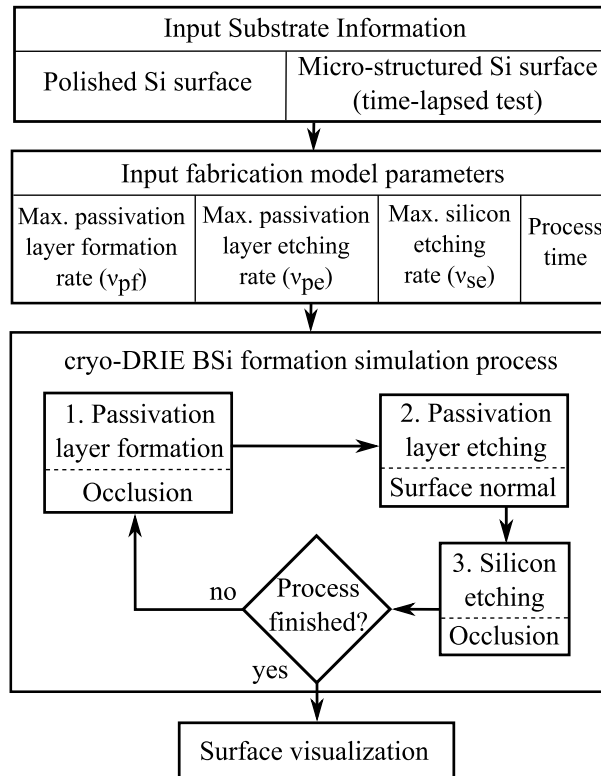 Input Substrate Information
Polished Si surface
Micro-structured Si surface
(time-lapsed test)
Input fabrication model parameters
Max. passivation
layer formation
rate (νpf)
Max. passivation
layer etching
rate (νpe)
Max. silicon
etching
rate (νse)
Process
time
cryo-DRIE BSi formation simulation process
1. Passivation
layer formation
Occlusion
2. Passivation
layer etching
Surface normal
3. Silicon
etching
Occlusion
Process
finished?
no
yes
Surface visualization